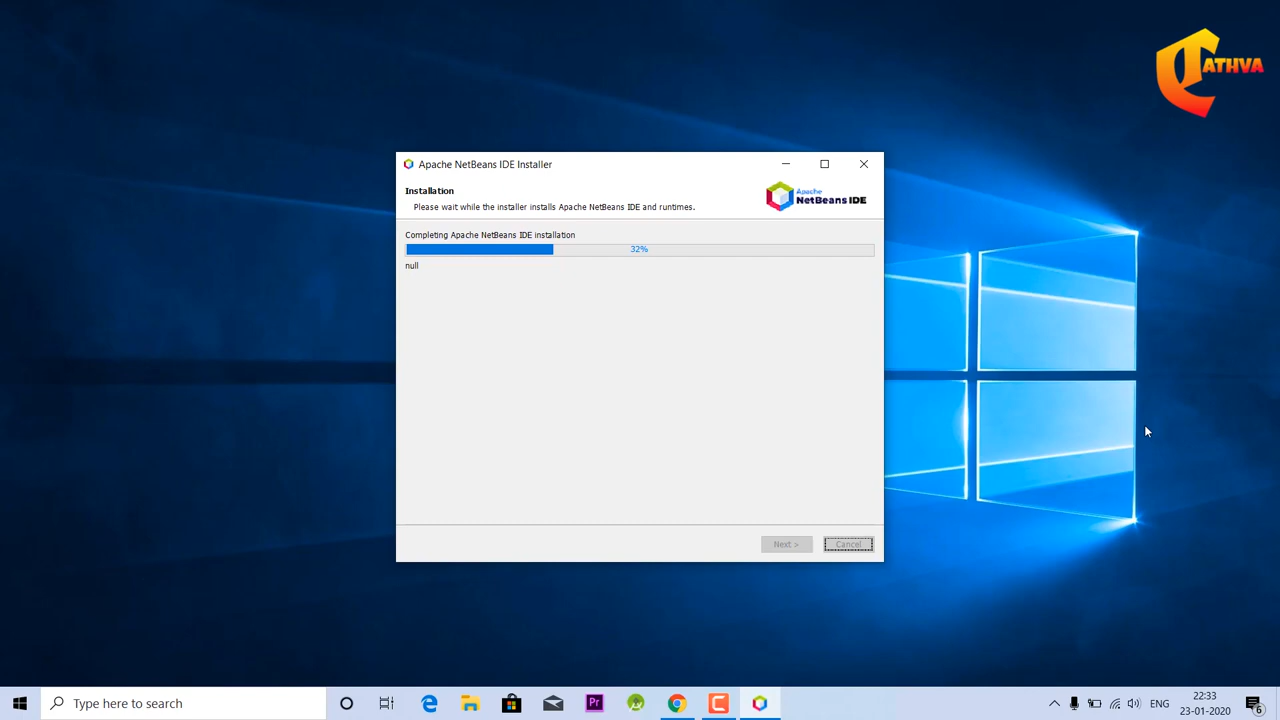 ATHVA
Apache NetBeans IDE Installer
Installation
Please wait while the installer installs Apache NetBeans IDE and runtimes.
Apache
NetBeans IDE
Completing Apache NetBeans IDE installation
32%
null
Next >
Cancel
Type here to search
Pr
ENG
22:33
23-01-2020
6